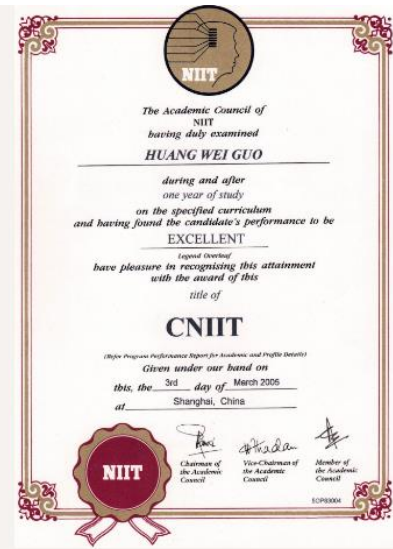 NIIT
The Academic Council of
NIIT
having duly examined
HUANG WEI GUO
during and after
one year of study
on the specified curriculum
and having found the candidate's performance to be
EXCELLENT
Legend Overleaf
have pleasure in recognising this attainment
with the award of this
title of
CNIIT
(Refer Program Performance Report for Academic and Profile Details)
Given under our hand on
this, the 3rd day of March 2005
at Shanghai, China
Chairman of
the Academic
Council
Vice-Chairman of
the Academic
Council
Member of
the Academic
Council
NIIT